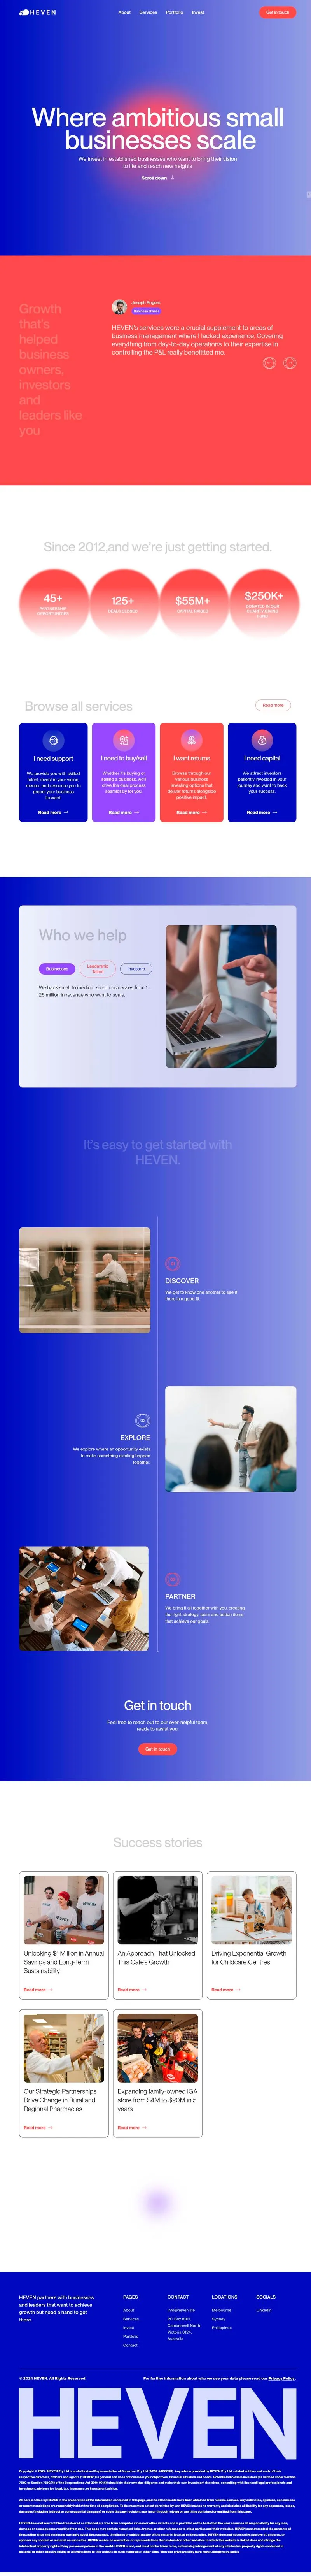 HEVEN
About Services Portfolio Invest
Get in touch
Where ambitious small
businesses scale
We invest in established businesses who want to bring their vision
to life and reach new heights
Scroll down ↓
Growth
that's
helped
business
owners,
investors
and
leaders like
you
Joseph Rogers
Business Owner
HEVEN's services were a crucial supplement to areas of
business management where I lacked experience. Covering
everything from day-to-day operations to their expertise in
controlling the P&L really benefitted me.
Since 2012,and we're just getting started.
45+
PARTNERSHIP
OPPORTUNITIES
125+
DEALS CLOSED
$55M+
CAPITAL RAISED
$250K+
DONATED
Browse all services
Read more
I need support
We provide you with skilled
talent, invest in your vision,
mentor, and resource you to
propel your business
forward.
Read more →
I need to buy/sell
Whether it's buying or
selling a business, we'll
drive the deal process
seamlessly for you.
Read more →
I want returns
Browse through our
various business
investing options that
deliver returns alongside
positive impact.
Read more →
I need capital
We attract investors
patiently invested in your
journey and want to back
your success.
Read more →
Who we help
Businesses
Leadership
Talent
Investors
We back small to medium sized businesses from 1 -
25 million in revenue who want to scale.
It's easy to get started with
HEVEN.
DISCOVER
We get to know one another to see if
there is a good fit.
02
EXPLORE
We explore where an opportunity exists
to make something exciting happen
together.
PARTNER
We bring it all together with you, creating
the right strategy, team and action items
that achieve our goals.
Get in touch
Feel free to reach out to our ever-helpful team,
ready to assist you.
Get in touch
Success stories
Unlocking $1 Million in Annual
Savings and Long-Term
Sustainability
Read more →
An Approach That Unlocked
This Cafe's Growth
Read more →
Driving Exponential Growth
for Childcare Centres
Read more →
Our Strategic Partnerships
Drive Change in Rural and
Regional Pharmacies
Read more →
Expanding family-owned IGA
store from $4M to $20M in 5
years
Read more →
HEVEN partners with businesses
and leaders that want to achieve
growth but need a hand to get
there.
PAGES
About
Services
Invest
Portfolio
Contact
CONTACT
info@heven.life
PO Box 8101,
Camberwell North
Victoria 3124,
Australia
LOCATIONS
Melbourne
Sydney
Philippines
SOCIALS
LinkedIn
© 2024 HEVEN. All Rights Reserved.
For further information about who we use your data please read our Privacy Policy.
HEVEN